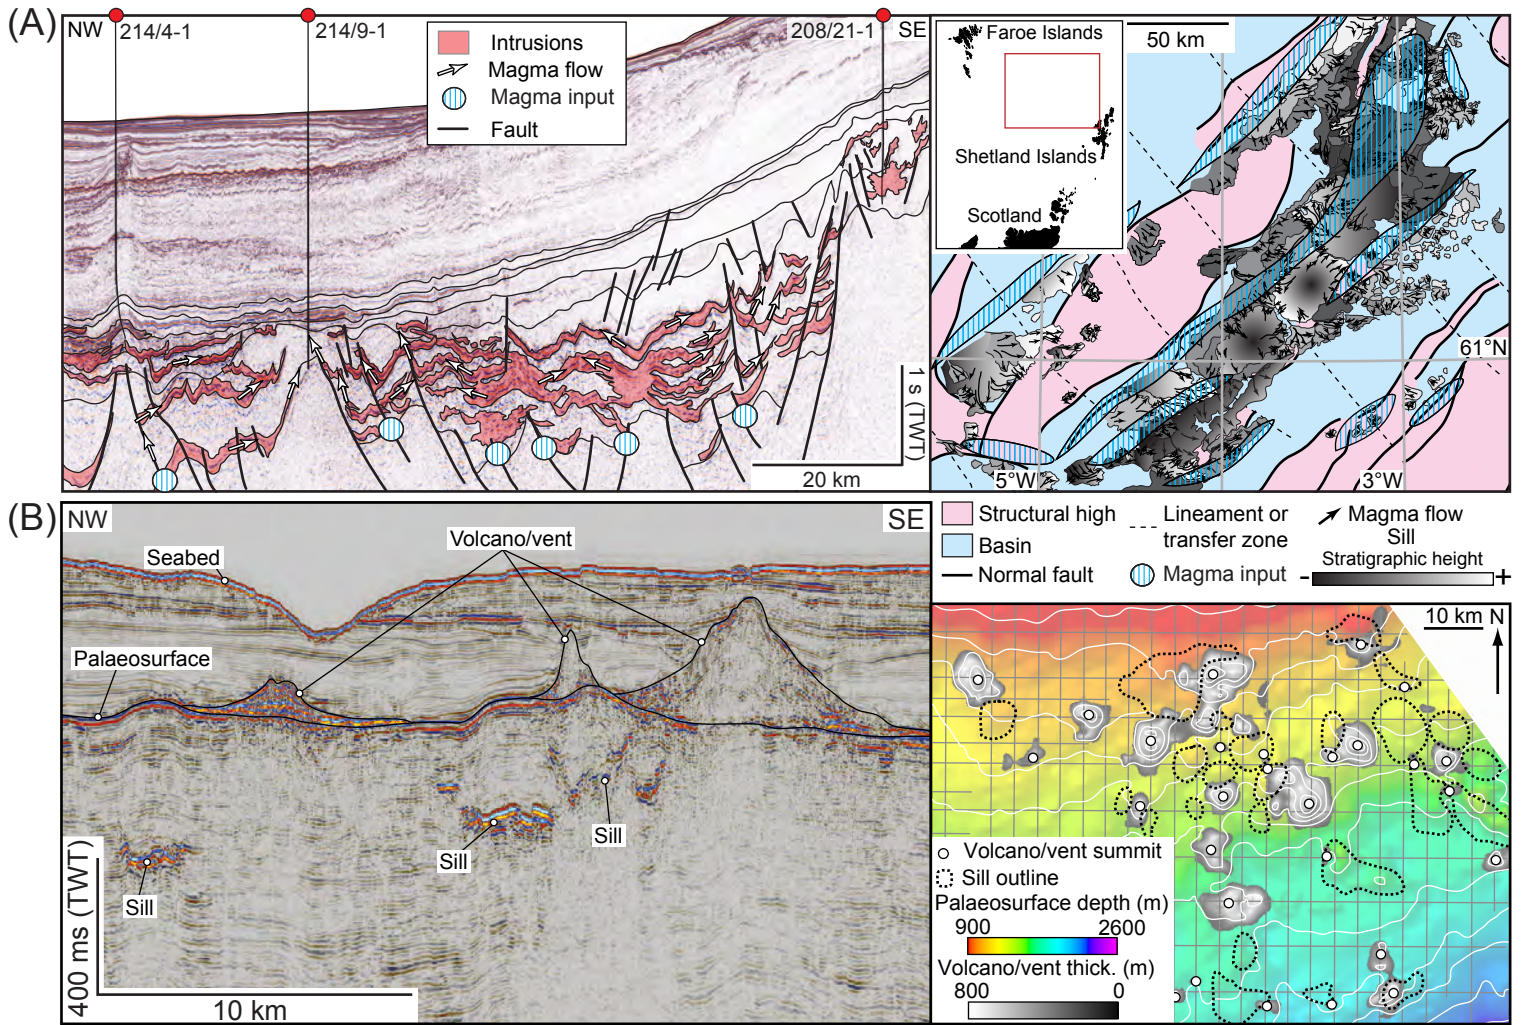 (A)
NW
214/4-1
214/9-1
208/21-1
SE
Intrusions
Magma flow
Magma input
Fault
1 s (TWT)
20 km
Faroe Islands
Shetland Islands
Scotland
50 km
61°N
5°W
3°W
Structural high
Basin
Normal fault
Lineament or
transfer zone
Magma input
Magma flow
Sill
Stratigraphic height
- +
(B)
NW
SE
Seabed
Volcano/vent
Palaeosurface
Sill
Sill
Sill
400 ms (TWT)
10 km
10 km
N
Volcano/vent summit
Sill outline
Palaeosurface depth (m)
900 2600
Volcano/vent thick. (m)
800 0